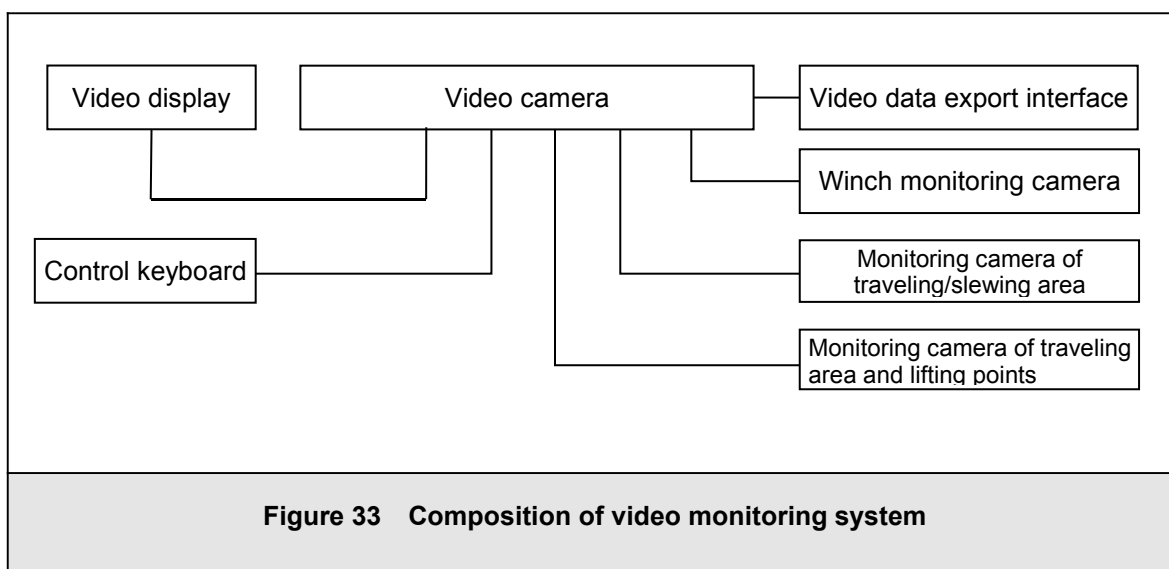 Video display
Video camera
Video data export interface
Winch monitoring camera
Control keyboard
Monitoring camera of
traveling/slewing area
Monitoring camera of traveling
area and lifting points
Figure 33 Composition of video monitoring system